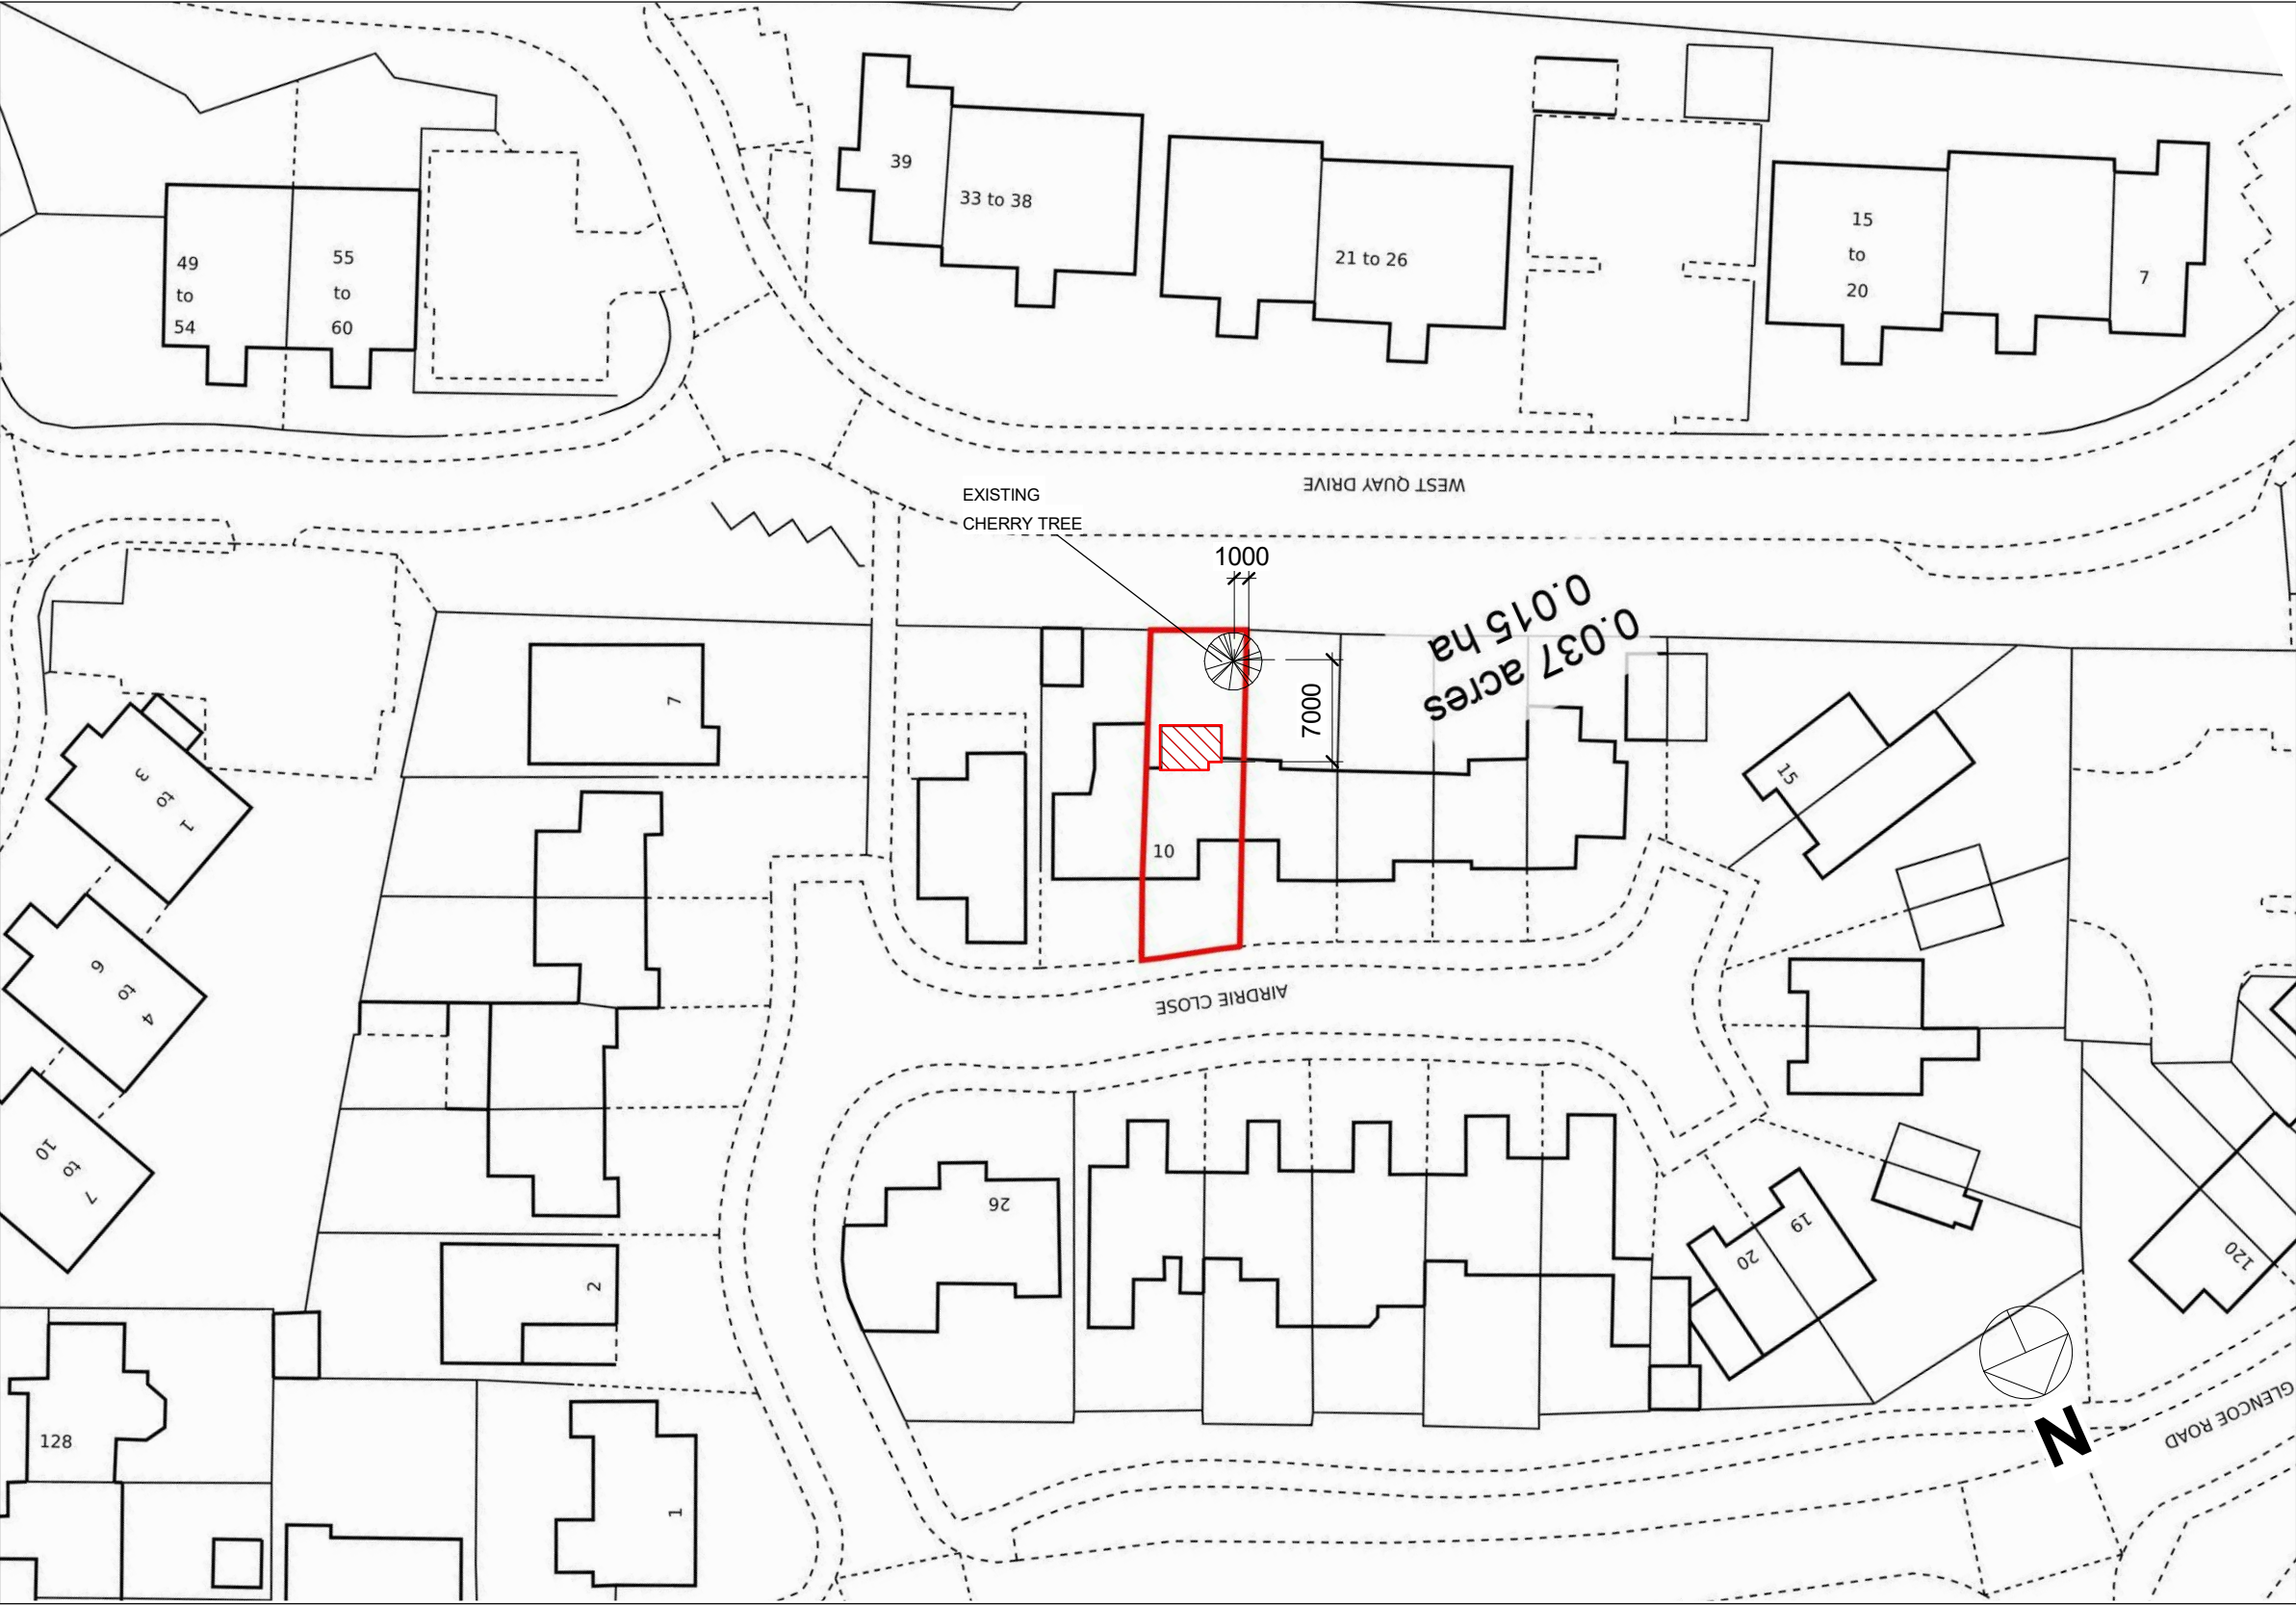 39
33 to 38
21 to 26
15
to
20
7
49
to
54
55
to
60
WEST QUAY DRIVE
EXISTING
CHERRY TREE
1000
0.015 ha
0.037 acres
7000
7
10
15
1
to
3
4
to
6
7
to
10
AIRDRIE CLOSE
26
2
19
20
120
128
1
N
GLENCOE ROAD